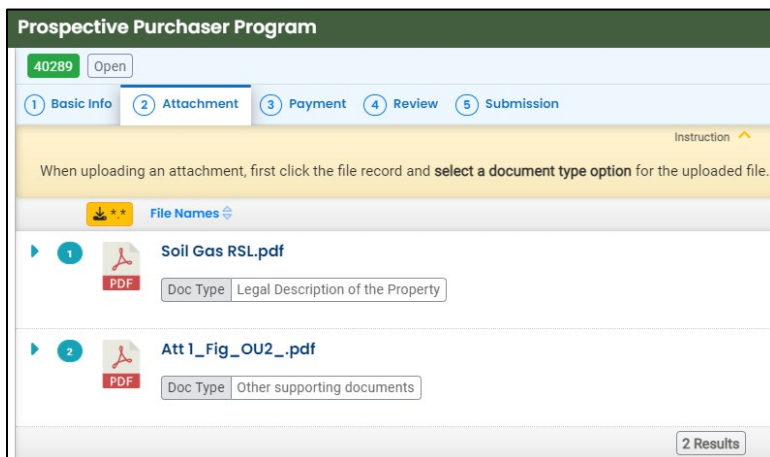 Prospective Purchaser Program
40289 Open
1 Basic Info 2 Attachment 3 Payment 4 Review 5 Submission
Instruction
When uploading an attachment, first click the file record and select a document type option for the uploaded file.
*.* File Names
1 PDF Soil Gas RSL.pdf
Doc Type Legal Description of the Property
2 PDF Att 1_Fig_OU2_.pdf
Doc Type Other supporting documents
2 Results